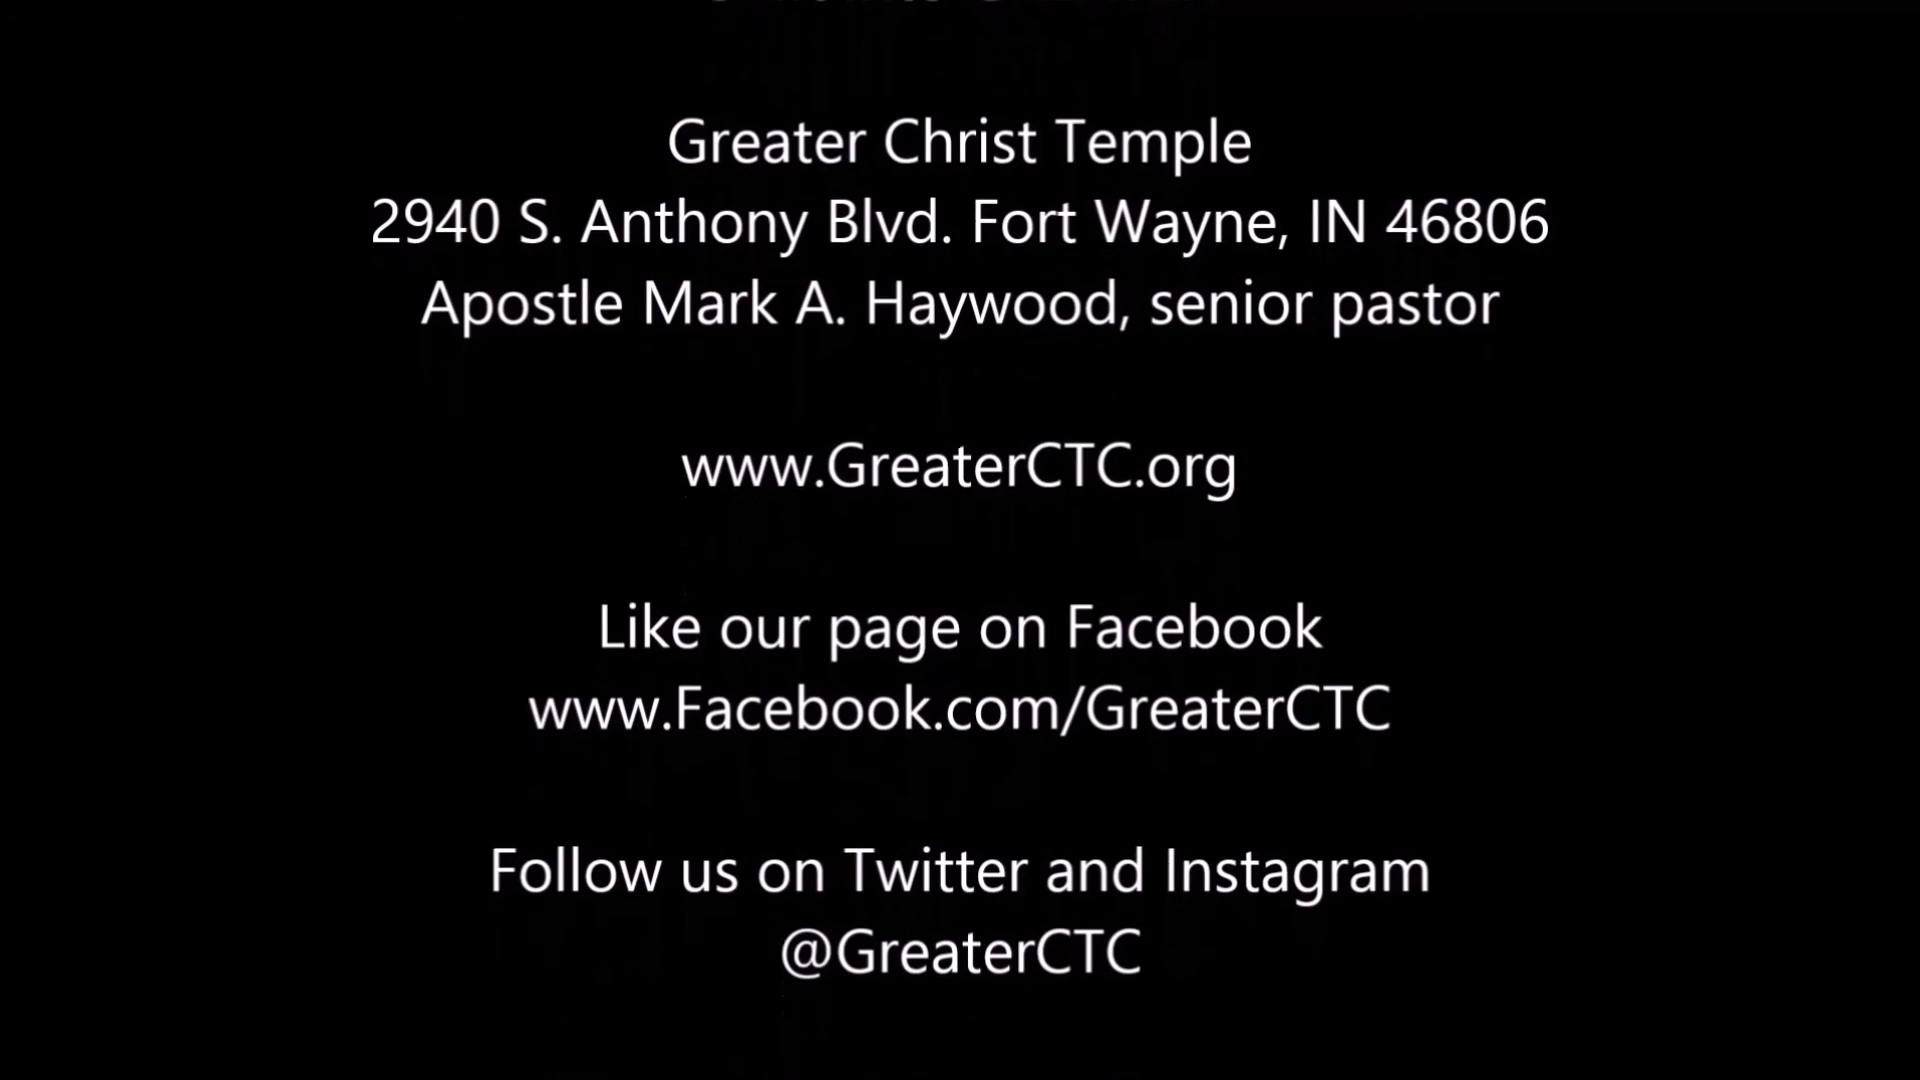 Greater Christ Temple
2940 S. Anthony Blvd. Fort Wayne, IN 46806
Apostle Mark A. Haywood, senior pastor
www.GreaterCTC.org
Like our page on Facebook
www.Facebook.com/GreaterCTC
Follow us on Twitter and Instagram
@GreaterCTC